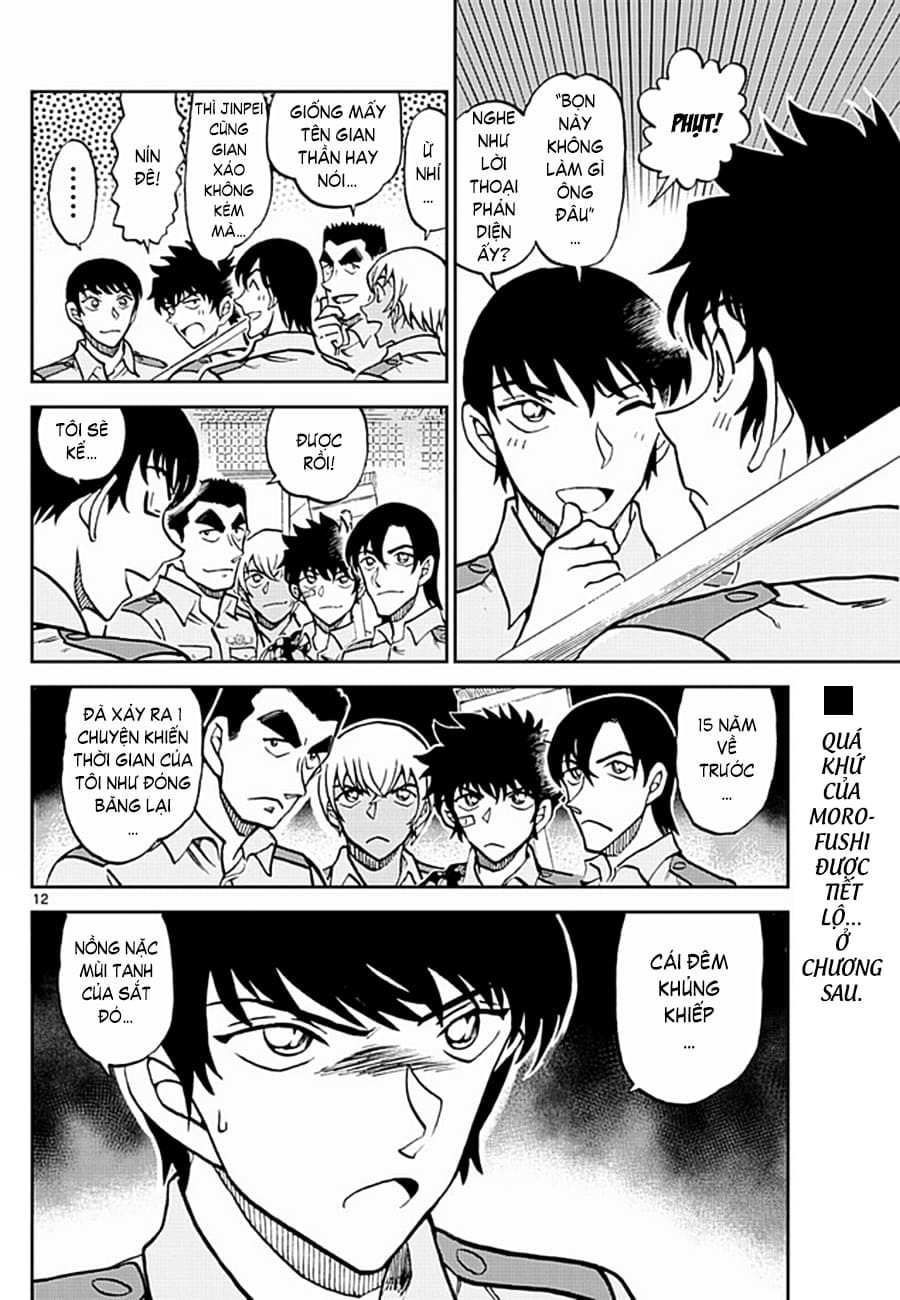 PHỤT!
"BỌN
NÀY
KHÔNG
LÀM GÌ
ÔNG
ĐÂU"
...
NGHE
NHƯ
LỜI
THOẠI
PHẢN
DIỆN
ẤY?
Ừ
NHÍ
...
GIỐNG MẤY
TÊN GIAN
THẦN HAY
NÓI...
THÌ JINPEI
CŨNG
GIAN
XẢO
KHÔNG
KÉM
MÀ...
NÍN
ĐÊ!
.....
ĐƯỢC
RỒI!
TÔI SẼ
KỂ...
15 NĂM
VỀ
TRƯỚC
...
ĐÃ XẢY RA 1
CHUYỆN KHIẾN
THỜI GIAN CỦA
TÔI NHƯ ĐÓNG
BĂNG LẠI
...
12
CÁI ĐÊM
KHỦNG
KHIẾP
...
NỒNG NẶC
MÙI TANH
CỦA SẮT
ĐÓ...
QUÁ
KHỨ
CỦA
MORO-
FUSHI
ĐƯỢC
TIẾT
LỘ...
Ở
CHƯƠNG
SAU.